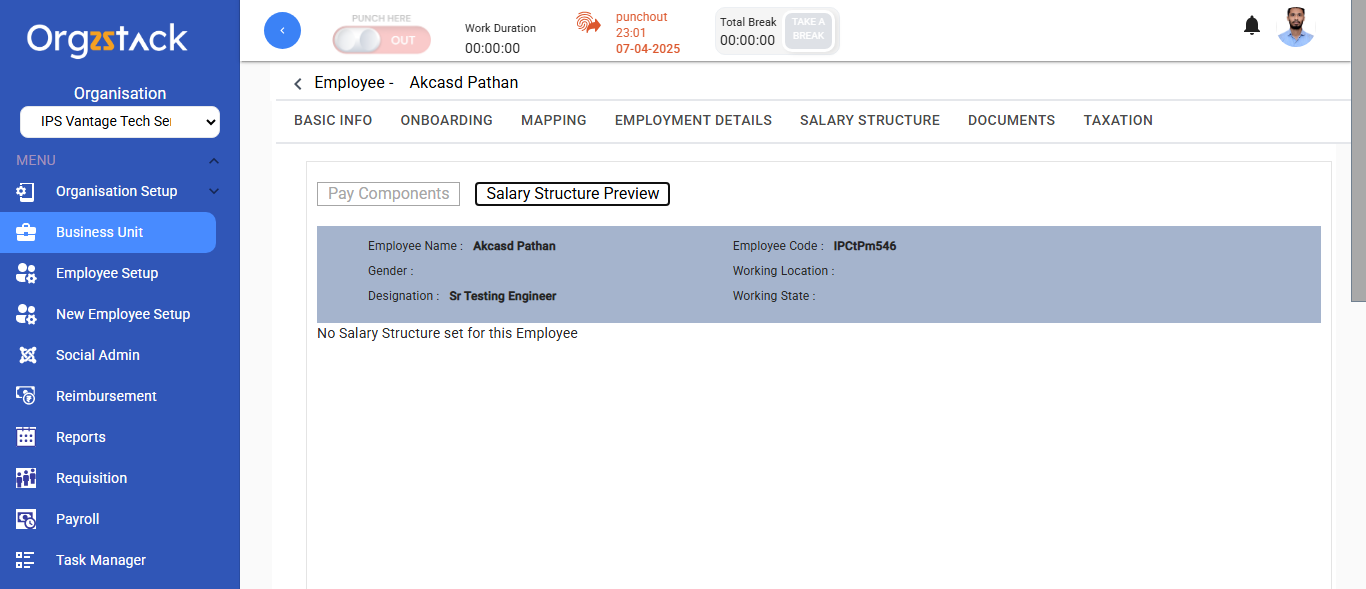 Orgzstack
Organisation
IPS Vantage Tech Ser
MENU
Organisation Setup
Business Unit
Employee Setup
New Employee Setup
Social Admin
Reimbursement
Reports
Requisition
Payroll
Task Manager
PUNCH HERE
OUT
Work Duration
00:00:00
punchout
23:01
07-04-2025
Total Break
00:00:00
TAKE A
BREAK
Employee - Akcasd Pathan
BASIC INFO ONBOARDING MAPPING EMPLOYMENT DETAILS SALARY STRUCTURE DOCUMENTS TAXATION
Pay Components Salary Structure Preview
Employee Name : Akcasd Pathan Employee Code : IPCtPm546
Gender : Working Location :
Designation : Sr Testing Engineer Working State :
No Salary Structure set for this Employee